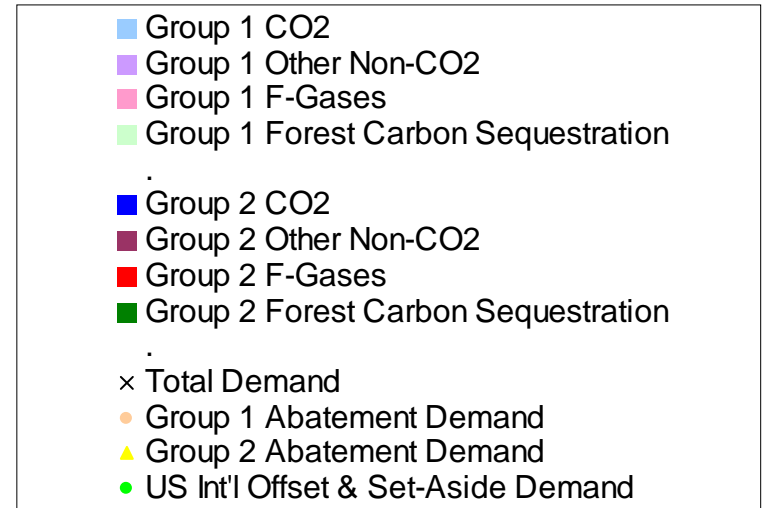 Group 1 CO2
Group 1 Other Non-CO2
Group 1 F-Gases
Group 1 Forest Carbon Sequestration
.
Group 2 CO2
Group 2 Other Non-CO2
Group 2 F-Gases
Group 2 Forest Carbon Sequestration
.
Total Demand
Group 1 Abatement Demand
Group 2 Abatement Demand
US Int'l Offset & Set-Aside Demand